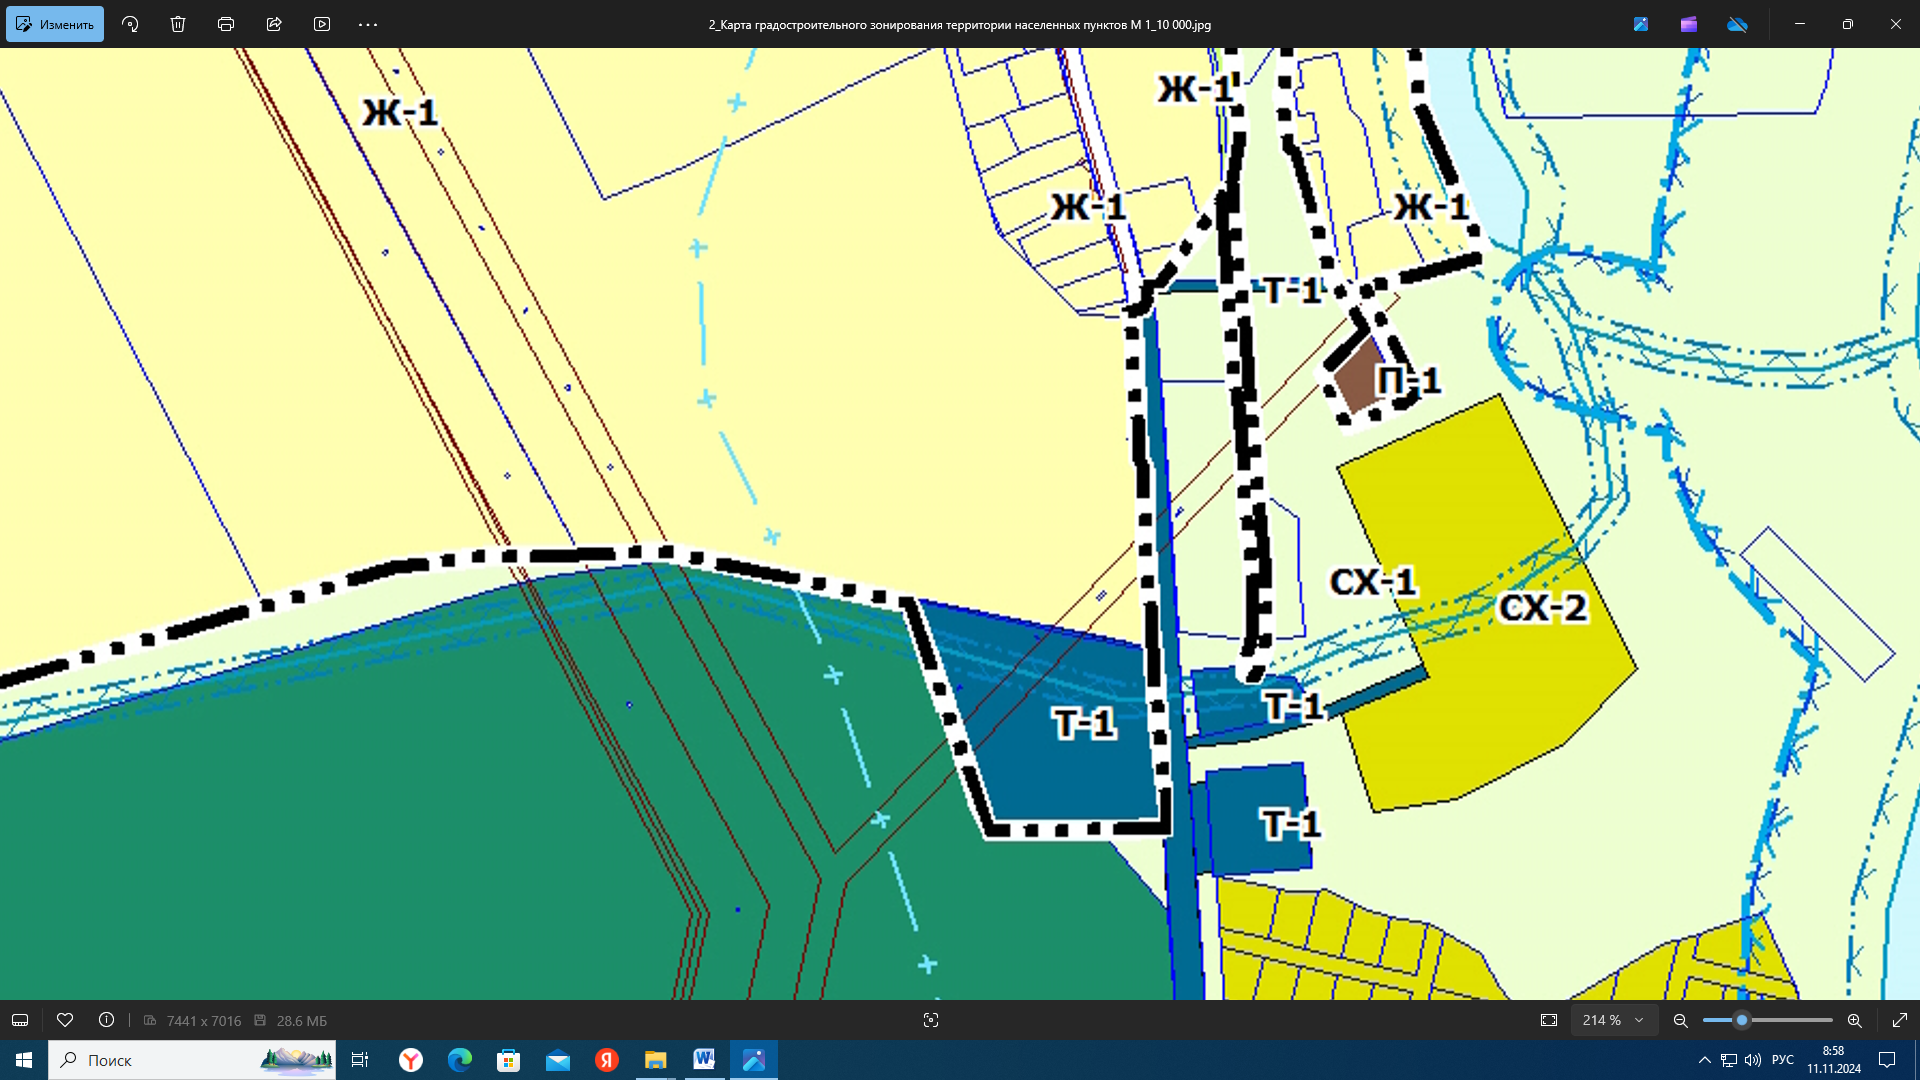 Изменить
2_Карта градостроительного зонирования территории населенных пунктов М 1_10 000.jpg
Ж-1
Ж-1
Ж-1
Ж-1
Т-1
П-1
СХ-1
СХ-2
Т-1
Т-1
Т-1
7441 x 7016
28.6 МБ
214 %
Поиск
РУС
8:58
11.11.2024